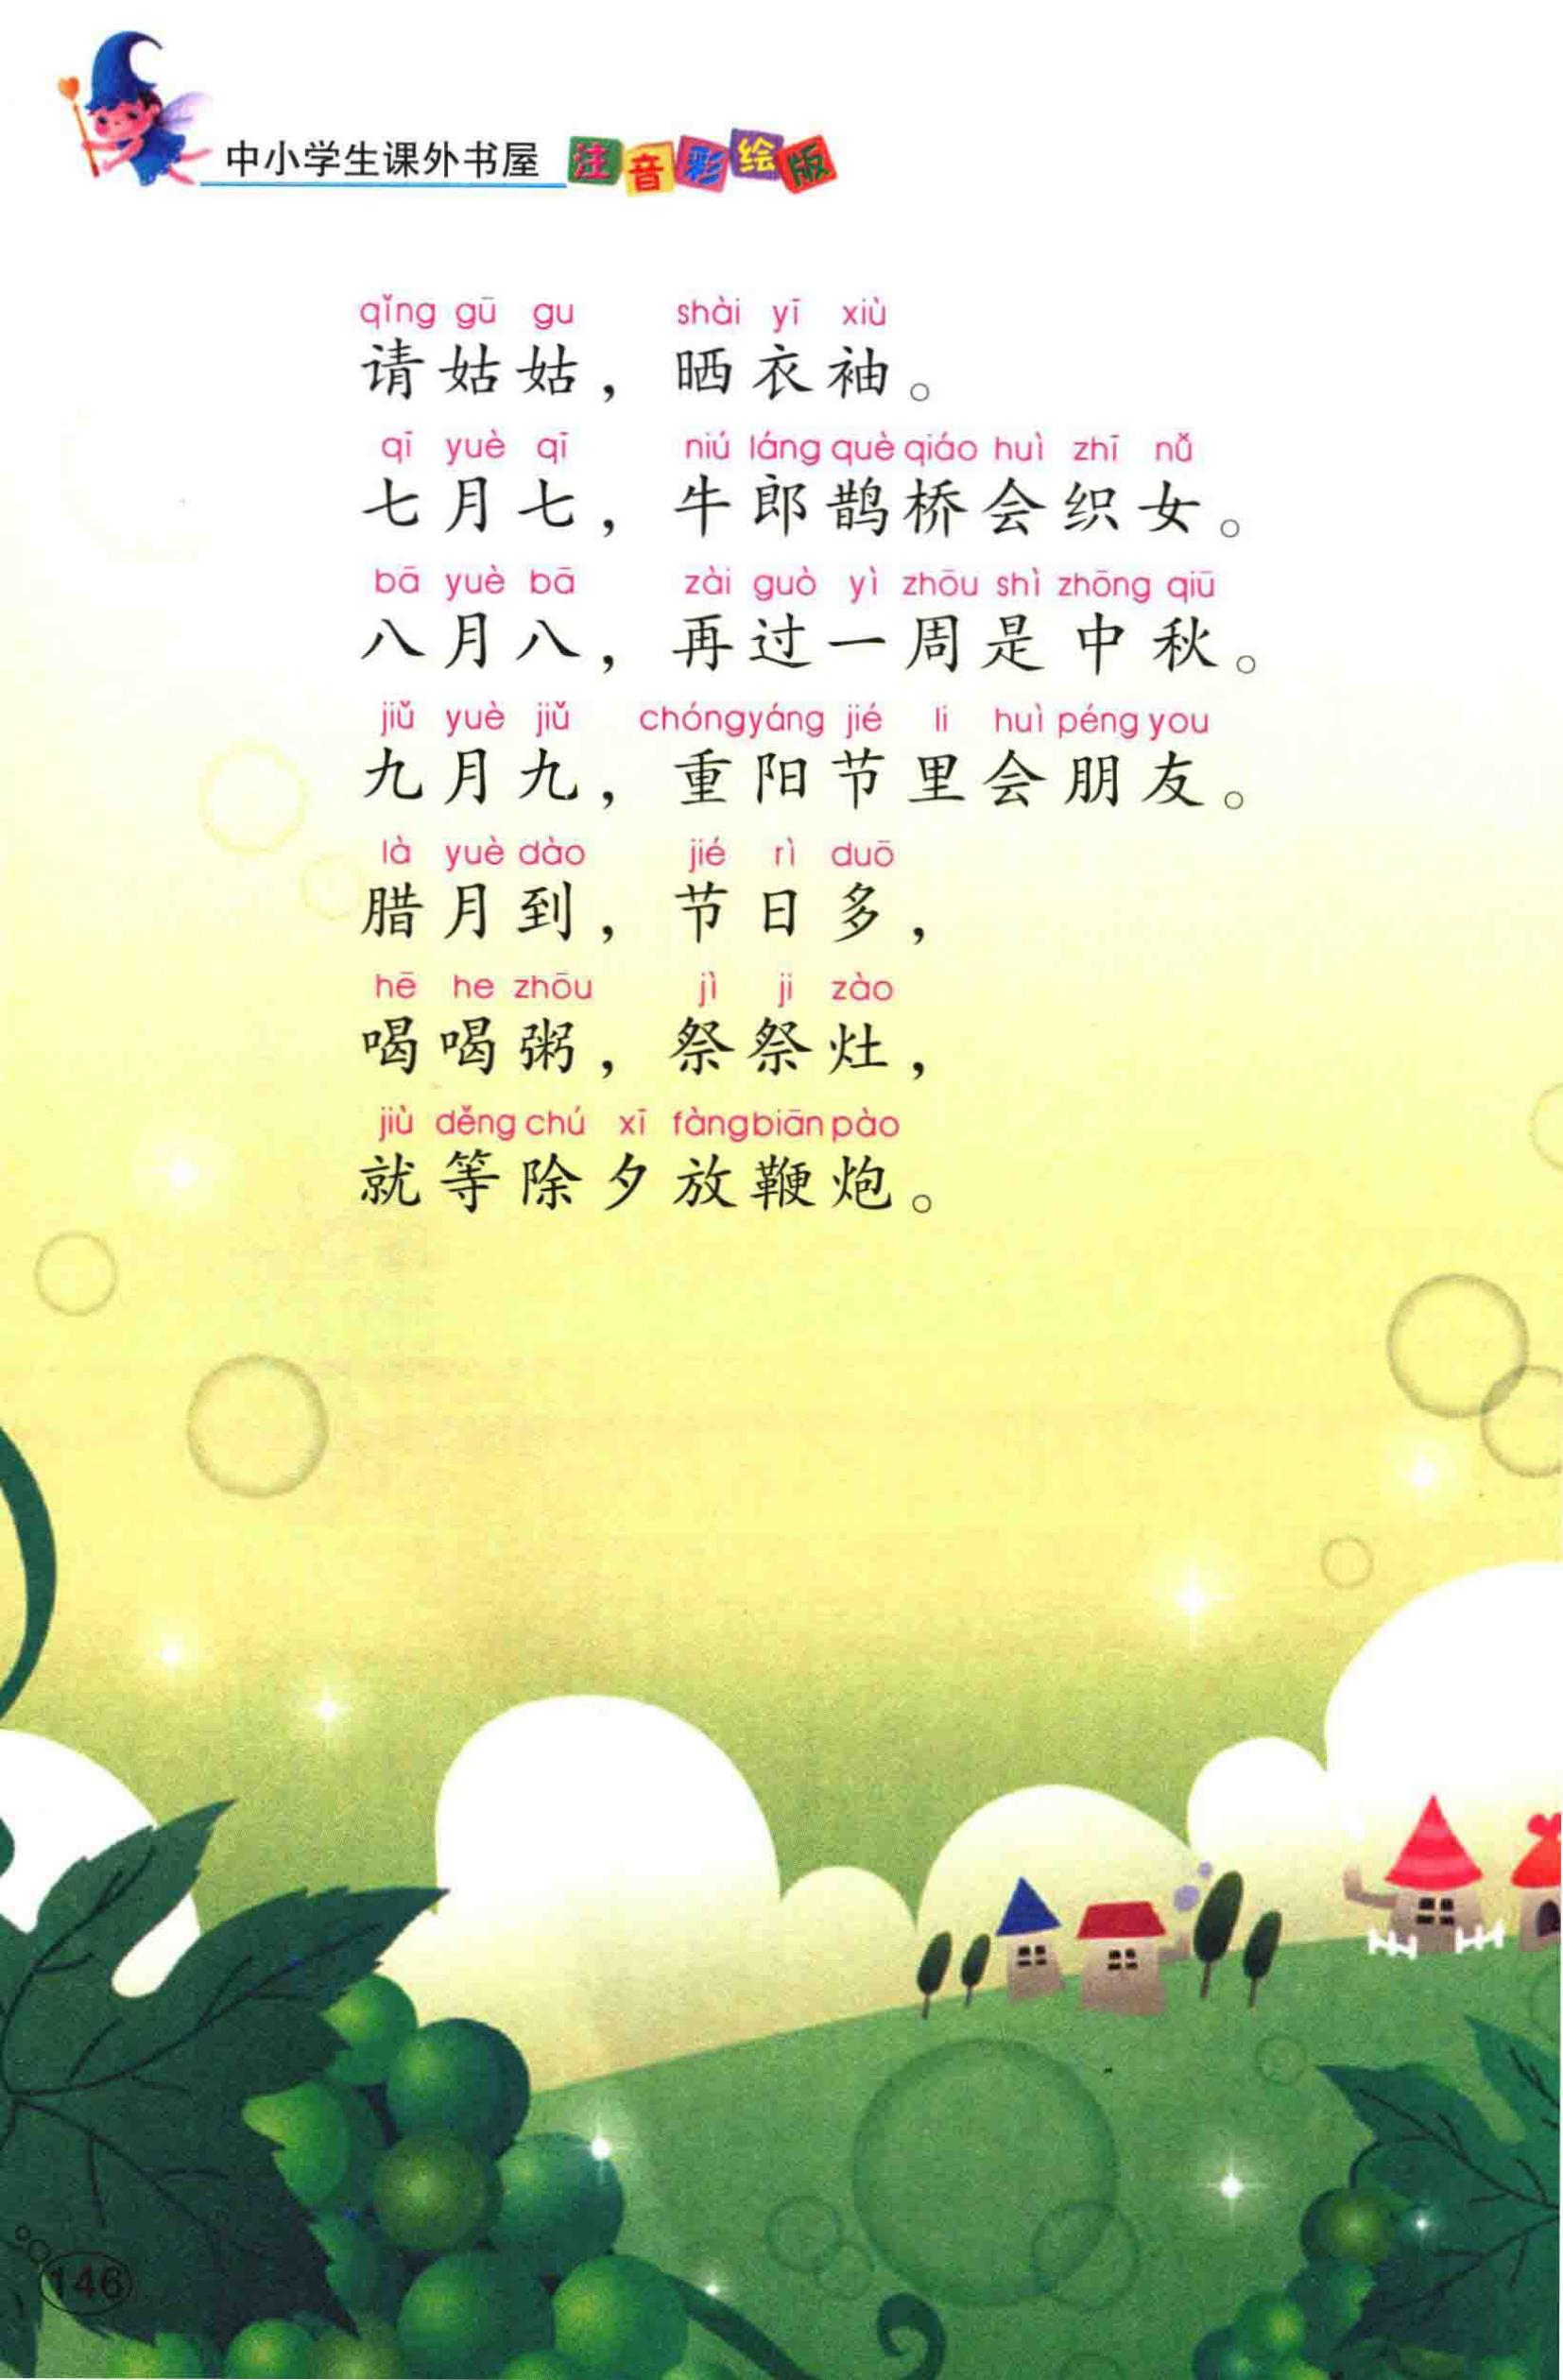 中小学生课外书屋 注音彩绘版
qǐng gū gu shài yī xiù
请姑姑，晒衣袖。
qī yuè qī niú láng què qiáo huì zhī nǚ
七月七，牛郎鹊桥会织女。
bā yuè bā zài guò yì zhōu shì zhōng qiū
八月八，再过一周是中秋。
jiǔ yuè jiǔ chóng yáng jié li huì péng you
九月九，重阳节里会朋友。
là yuè dào jié rì duō
腊月到，节日多，
hē he zhōu jì ji zào
喝喝粥，祭祭灶，
jiù děng chú xī fàng biān pào
就等除夕放鞭炮。
146